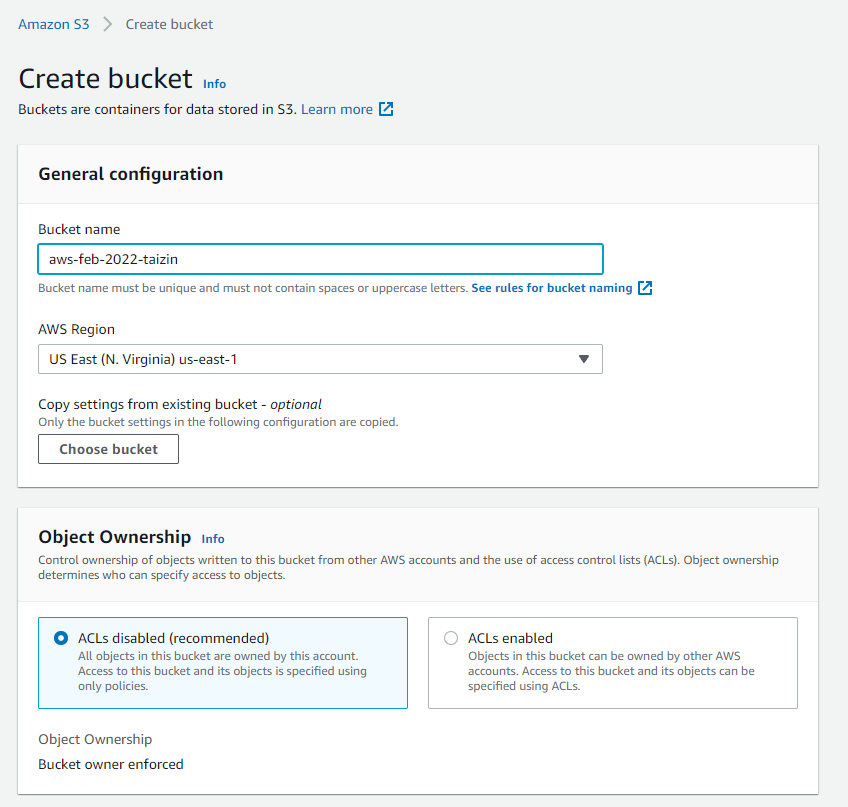 Amazon S3 > Create bucket
Create bucket Info
Buckets are containers for data stored in S3. Learn more
General configuration
Bucket name
aws-feb-2022-taizin
Bucket name must be unique and must not contain spaces or uppercase letters. See rules for bucket naming
AWS Region
US East (N. Virginia) us-east-1
Copy settings from existing bucket - optional
Only the bucket settings in the following configuration are copied.
Choose bucket
Object Ownership Info
Control ownership of objects written to this bucket from other AWS accounts and the use of access control lists (ACLs). Object ownership
determines who can specify access to objects.
ACLs disabled (recommended)
All objects in this bucket are owned by this account.
Access to this bucket and its objects is specified using
only policies.
ACLs enabled
Objects in this bucket can be owned by other AWS
accounts. Access to this bucket and its objects can be
specified using ACLs.
Object Ownership
Bucket owner enforced